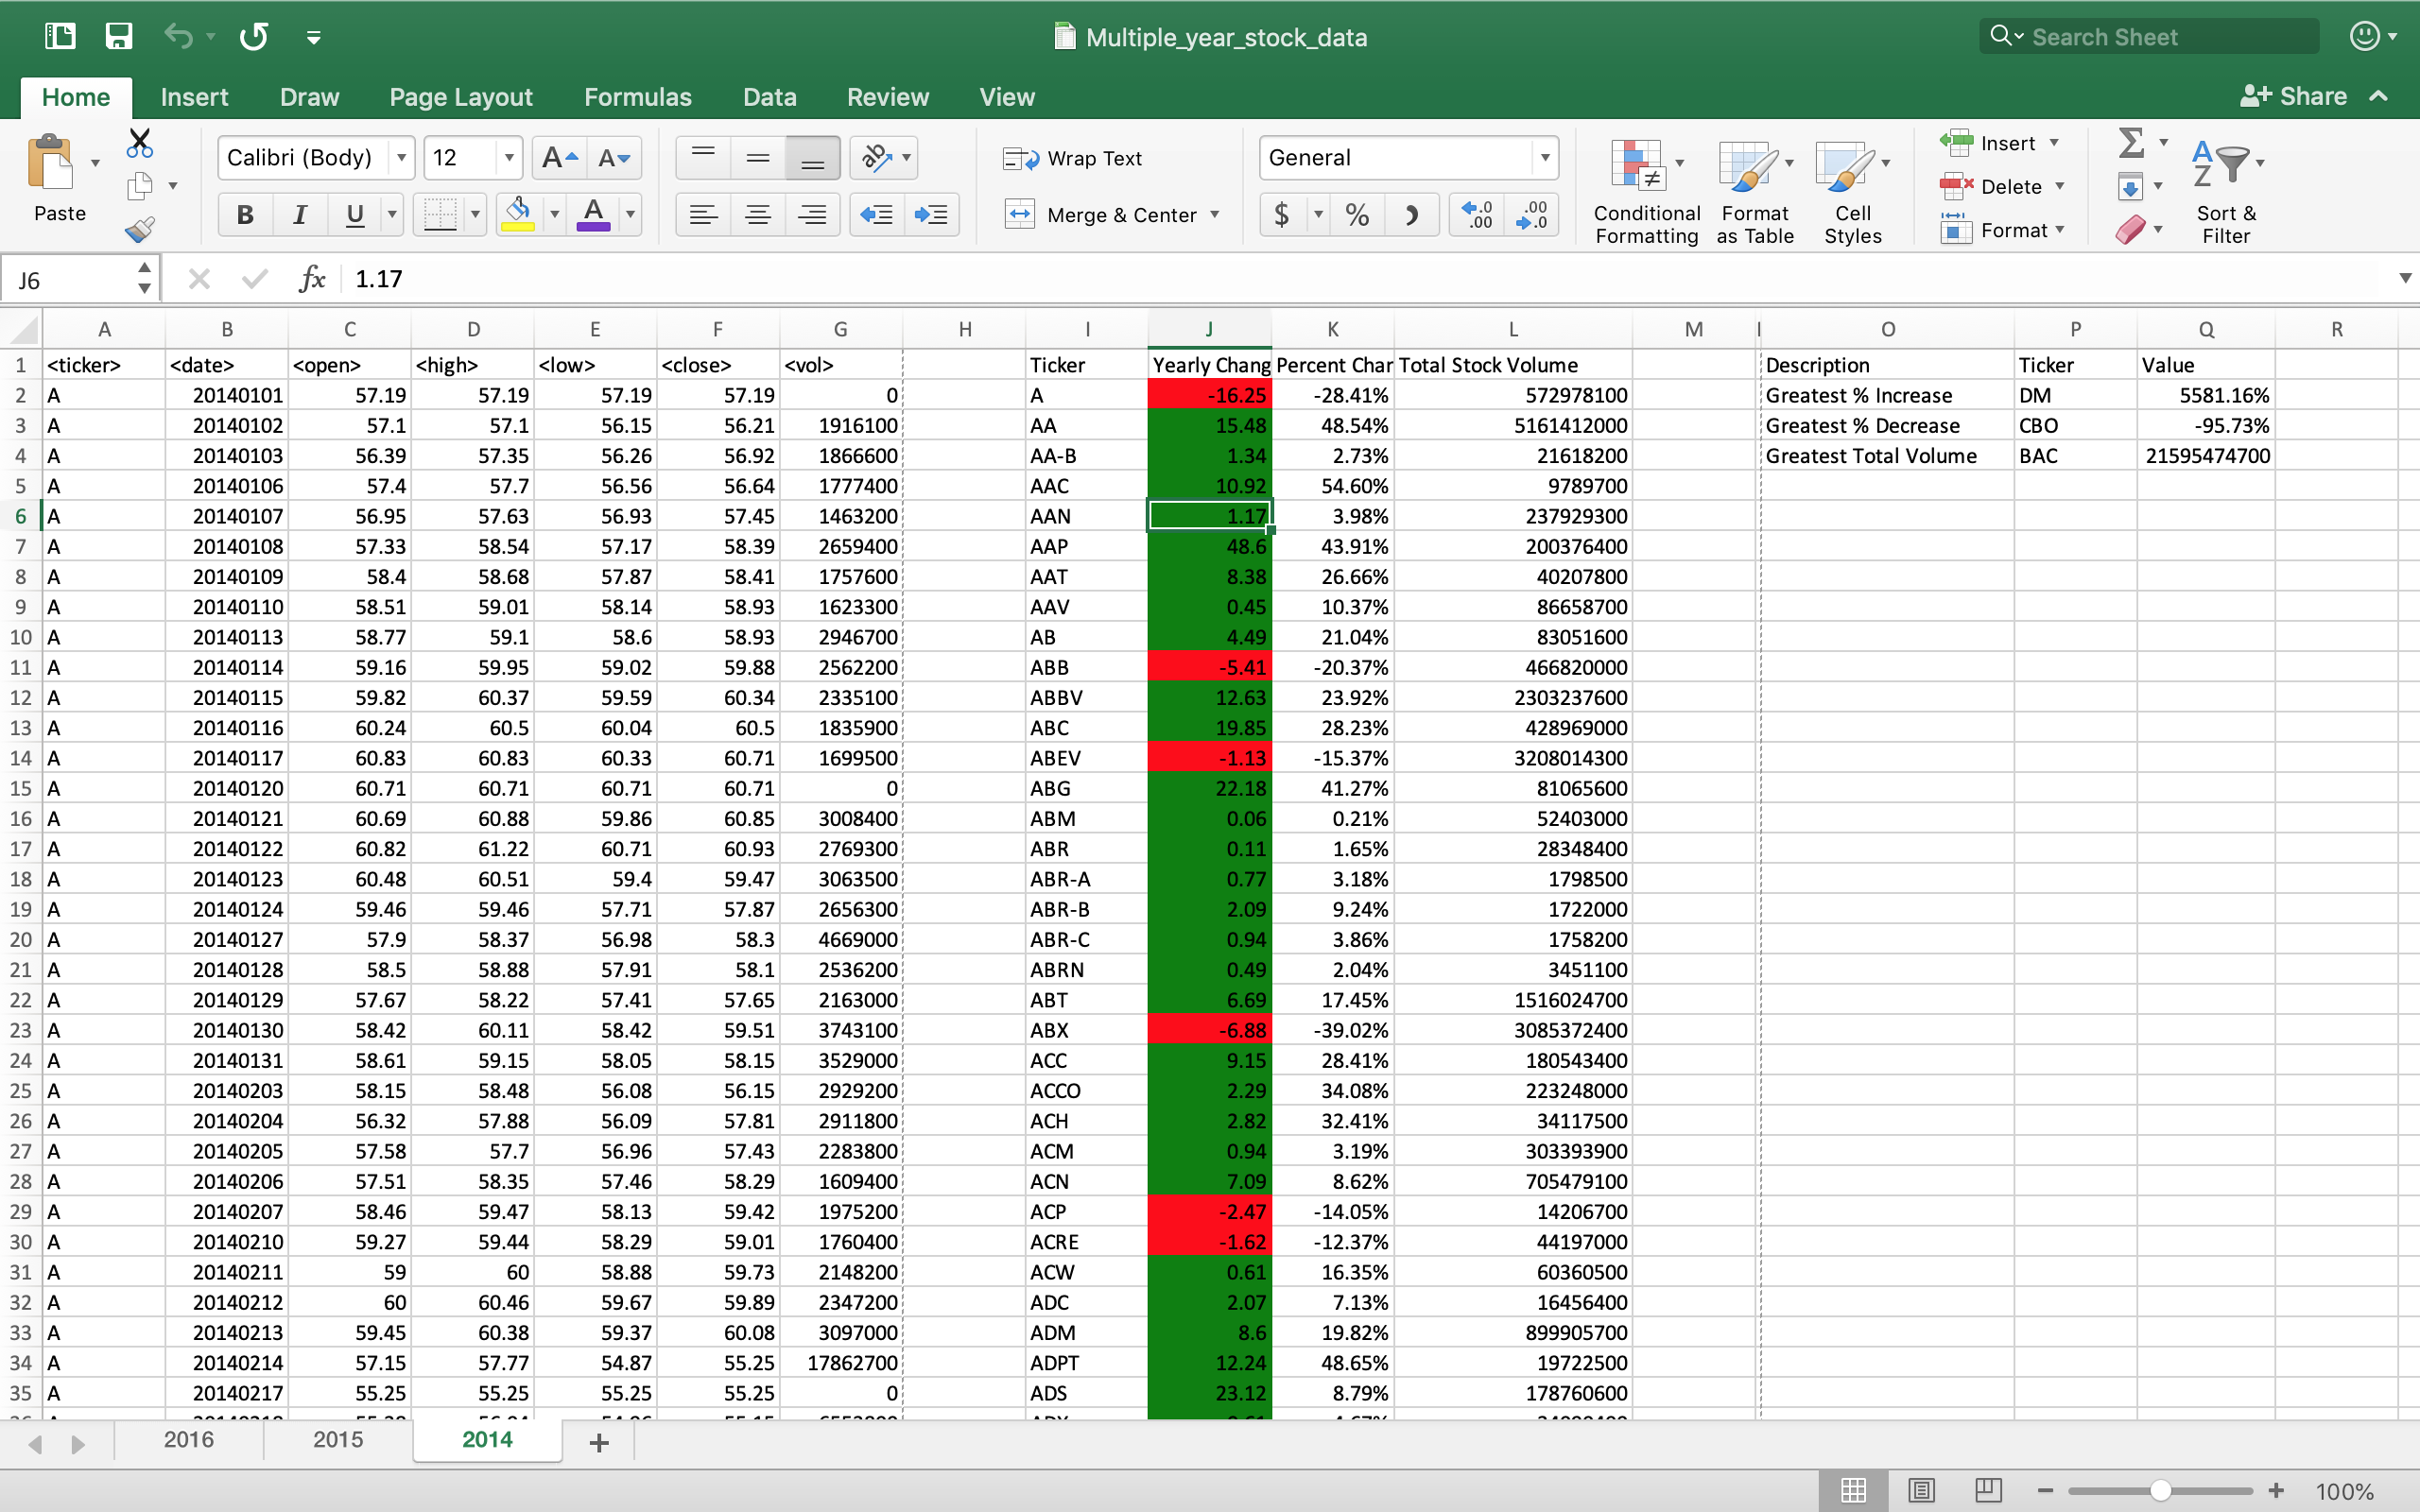 Multiple_year_stock_data
Search Sheet
Home Insert Draw Page Layout Formulas Data Review View Share
Paste Calibri (Body) 12 Wrap Text General Conditional Formatting Format as Table Cell Styles Insert Delete Format Sort & Filter
B I U Merge & Center $ %
J6 fx 1.17
A B C D E F G H I J K L M O P Q R
1 <ticker> <date> <open> <high> <low> <close> <vol> Ticker Yearly Chang Percent Char Total Stock Volume Description Ticker Value
2 A 20140101 57.19 57.19 57.19 57.19 0 A -16.25 -28.41% 572978100 Greatest % Increase DM 5581.16%
3 A 20140102 57.1 57.1 56.15 56.21 1916100 AA 15.48 48.54% 5161412000 Greatest % Decrease CBO -95.73%
4 A 20140103 56.39 57.35 56.26 56.92 1866600 AA-B 1.34 2.73% 21618200 Greatest Total Volume BAC 21595474700
5 A 20140106 57.4 57.7 56.56 56.64 1777400 AAC 10.92 54.60% 9789700
6 A 20140107 56.95 57.63 56.93 57.45 1463200 AAN 1.17 3.98% 237929300
7 A 20140108 57.33 58.54 57.17 58.39 2659400 AAP 48.6 43.91% 200376400
8 A 20140109 58.4 58.68 57.87 58.41 1757600 AAT 8.38 26.66% 40207800
9 A 20140110 58.51 59.01 58.14 58.93 1623300 AAV 0.45 10.37% 86658700
10 A 20140113 58.77 59.1 58.6 58.93 2946700 AB 4.49 21.04% 83051600
11 A 20140114 59.16 59.95 59.02 59.88 2562200 ABB -5.41 -20.37% 466820000
12 A 20140115 59.82 60.37 59.59 60.34 2335100 ABBV 12.63 23.92% 2303237600
13 A 20140116 60.24 60.5 60.04 60.5 1835900 ABC 19.85 28.23% 428969000
14 A 20140117 60.83 60.83 60.33 60.71 1699500 ABEV -1.13 -15.37% 3208014300
15 A 20140120 60.71 60.71 60.71 60.71 0 ABG 22.18 41.27% 81065600
16 A 20140121 60.69 60.88 59.86 60.85 3008400 ABM 0.06 0.21% 52403000
17 A 20140122 60.82 61.22 60.71 60.93 2769300 ABR 0.11 1.65% 28348400
18 A 20140123 60.48 60.51 59.4 59.47 3063500 ABR-A 0.77 3.18% 1798500
19 A 20140124 59.46 59.46 57.71 57.87 2656300 ABR-B 2.09 9.24% 1722000
20 A 20140127 57.9 58.37 56.98 58.3 4669000 ABR-C 0.94 3.86% 1758200
21 A 20140128 58.5 58.88 57.91 58.1 2536200 ABRN 0.49 2.04% 3451100
22 A 20140129 57.67 58.22 57.41 57.65 2163000 ABT 6.69 17.45% 1516024700
23 A 20140130 58.42 60.11 58.42 59.51 3743100 ABX -6.88 -39.02% 3085372400
24 A 20140131 58.61 59.15 58.05 58.15 3529000 ACC 9.15 28.41% 180543400
25 A 20140203 58.15 58.48 56.08 56.15 2929200 ACCO 2.29 34.08% 223248000
26 A 20140204 56.32 57.88 56.09 57.81 2911800 ACH 2.82 32.41% 34117500
27 A 20140205 57.58 57.7 56.96 57.43 2283800 ACM 0.94 3.19% 303393900
28 A 20140206 57.51 58.35 57.46 58.29 1609400 ACN 7.09 8.62% 705479100
29 A 20140207 58.46 59.47 58.13 59.42 1975200 ACP -2.47 -14.05% 14206700
30 A 20140210 59.27 59.44 58.29 59.01 1760400 ACRE -1.62 -12.37% 44197000
31 A 20140211 59 60 58.88 59.73 2148200 ACW 0.61 16.35% 60360500
32 A 20140212 60 60.46 59.67 59.89 2347200 ADC 2.07 7.13% 16456400
33 A 20140213 59.45 60.38 59.37 60.08 3097000 ADM 8.6 19.82% 899905700
34 A 20140214 57.15 57.77 54.87 55.25 17862700 ADPT 12.24 48.65% 19722500
35 A 20140217 55.25 55.25 55.25 55.25 0 ADS 23.12 8.79% 178760600
2016 2015 2014 +
100%